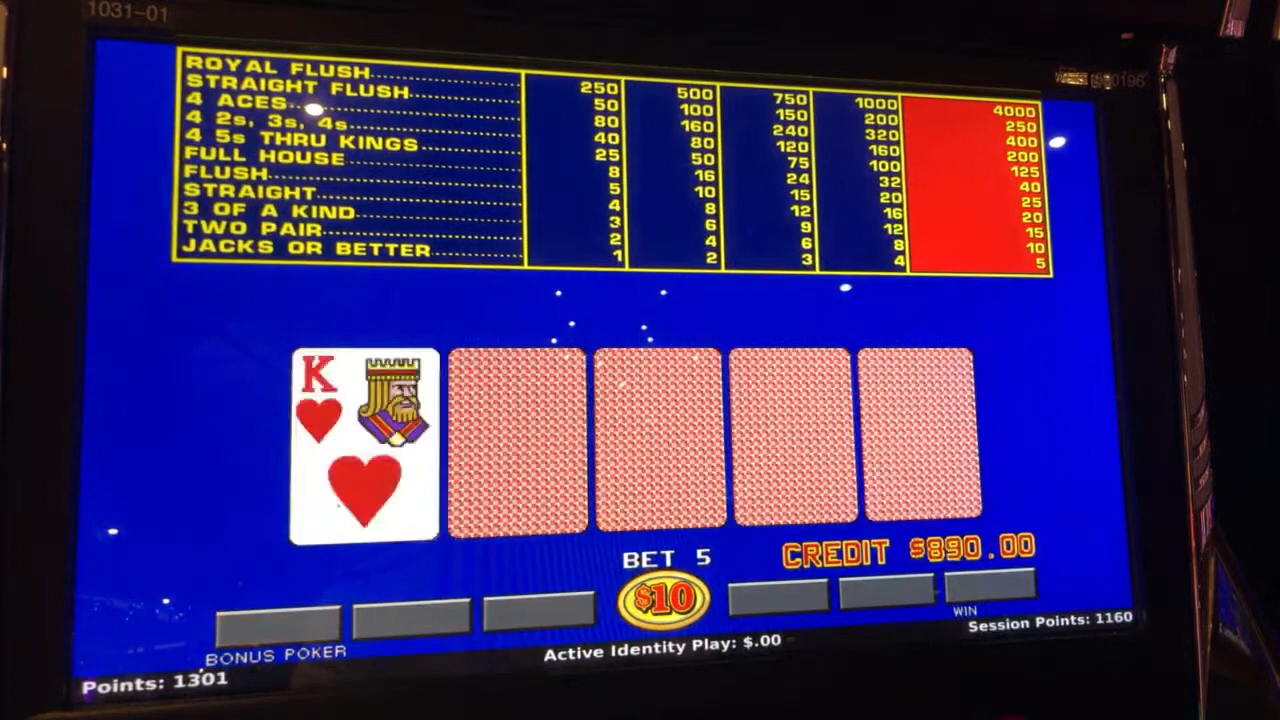 1031-01
ROYAL FLUSH 250 500 750 1000 4000
STRAIGHT FLUSH 50 100 150 200 250
4 ACES 80 160 240 320 400
4 2s, 3s, 4s 40 80 120 160 200
4 5s THRU KINGS 25 50 75 100 125
FULL HOUSE 8 16 24 32 40
FLUSH 5 10 15 20 25
STRAIGHT 4 8 12 16 20
3 OF A KIND 3 6 9 12 15
TWO PAIR 2 4 6 8 10
JACKS OR BETTER 1 2 3 4 5
K
BET 5 CREDIT $890.00
$10
WIN
BONUS POKER Active Identity Play: $.00 Session Points: 1160
Points: 1301